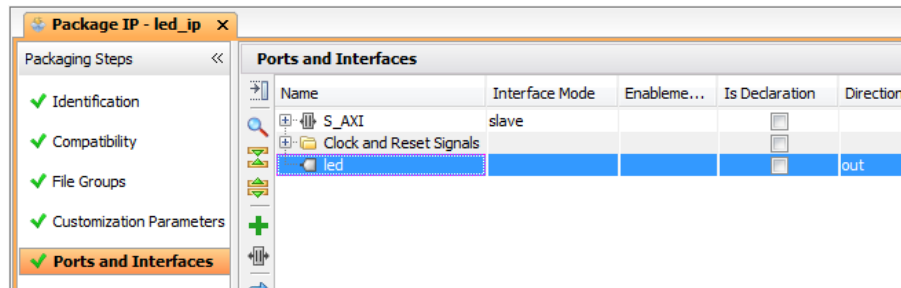 Package IP - led_ip X
Packaging Steps «
Ports and Interfaces
Identification
Compatibility
File Groups
Customization Parameters
Ports and Interfaces
Name Interface Mode Enableme... Is Declaration Direction
S_AXI slave
Clock and Reset Signals
led out